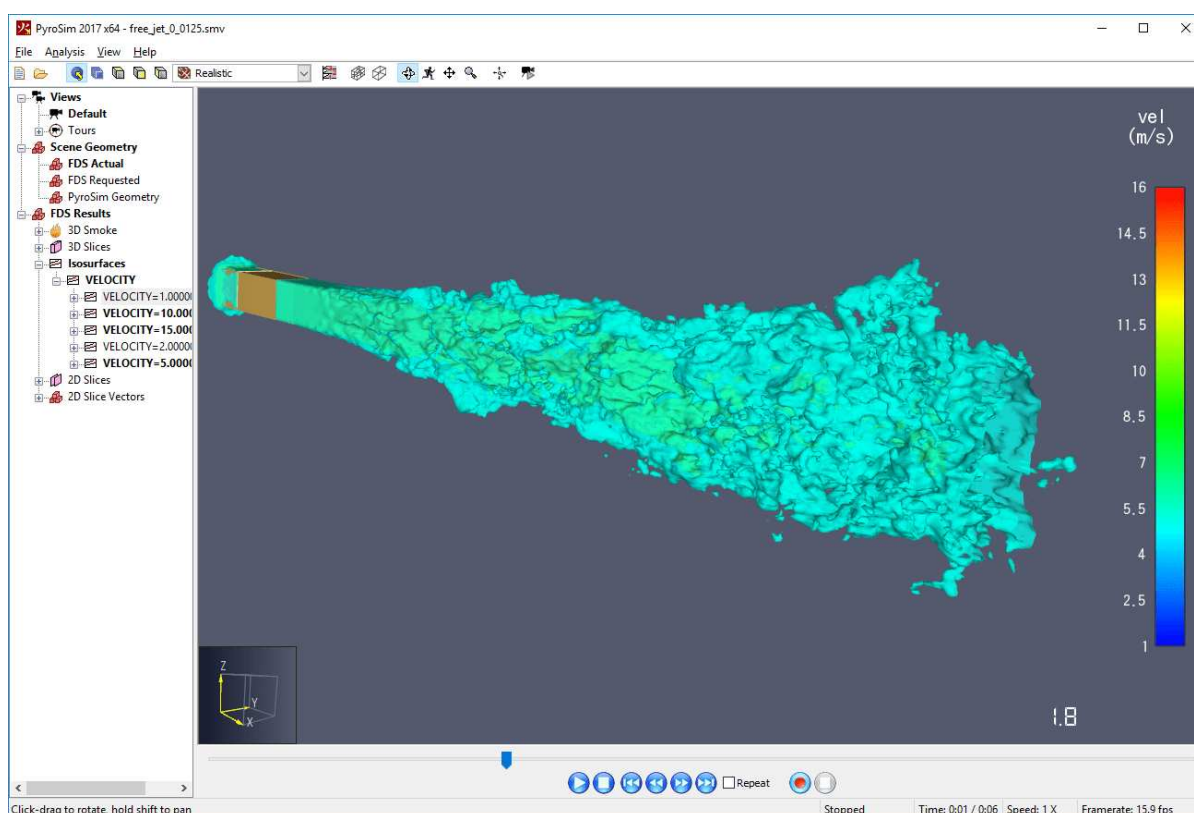 PyroSim 2017 x64 - free_jet_0_0125.smv
File Analysis View Help
Realistic
Views
Default
Tours
Scene Geometry
FDS Actual
FDS Requested
PyroSim Geometry
FDS Results
3D Smoke
3D Slices
Isosurfaces
VELOCITY
VELOCITY=1.0000
VELOCITY=10.000
VELOCITY=15.000
VELOCITY=2.0000
VELOCITY=5.0000
2D Slices
2D Slice Vectors
vel
(m/s)
16
14.5
13
11.5
10
8.5
7
5.5
4
2.5
1
Z
Y
X
1.8
Repeat
Click-drag to rotate, hold shift to pan
Stopped Time: 0:01 / 0:06 Speed: 1 X Framerate: 15.9 fps